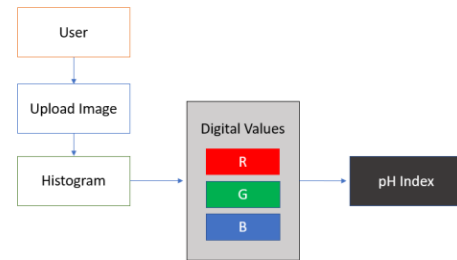 User
Upload Image
Histogram
Digital Values
R
G
B
pH Index